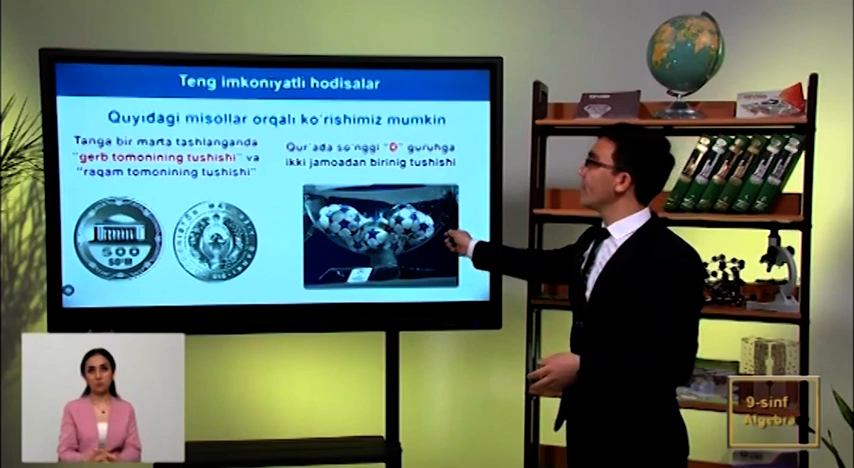 Teng imkoniyatli hodisalar
Quyidagi misollar orqali ko'rishimiz mumkin
Tanga bir marta tashlanganda
"gerb tomonining tushishi" va
"raqam tomonining tushishi"
Qur'ada so'nggi "G" guruhga
ikki jamoadan birinig tushishi
500
SO'M
9-sinf
Algebra